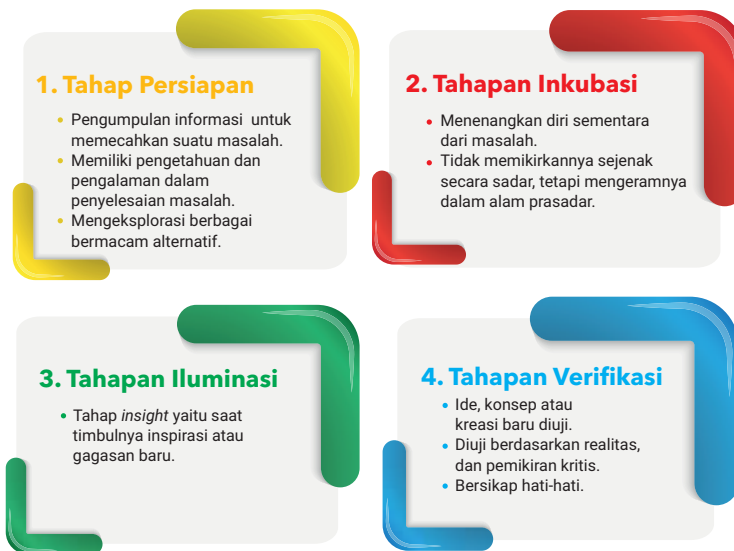 1. Tahap Persiapan
• Pengumpulan informasi untuk
memecahkan suatu masalah.
• Memiliki pengetahuan dan
pengalaman dalam
penyelesaian masalah.
• Mengeksplorasi berbagai
bermacam alternatif.
2. Tahapan Inkubasi
• Menenangkan diri sementara
dari masalah.
• Tidak memikirkannya sejenak
secara sadar, tetapi mengeramnya
dalam alam prasadar.
3. Tahapan Iluminasi
• Tahap insight yaitu saat
timbulnya inspirasi atau
gagasan baru.
4. Tahapan Verifikasi
• Ide, konsep atau
kreasi baru diuji.
• Diuji berdasarkan realitas,
dan pemikiran kritis.
• Bersikap hati-hati.